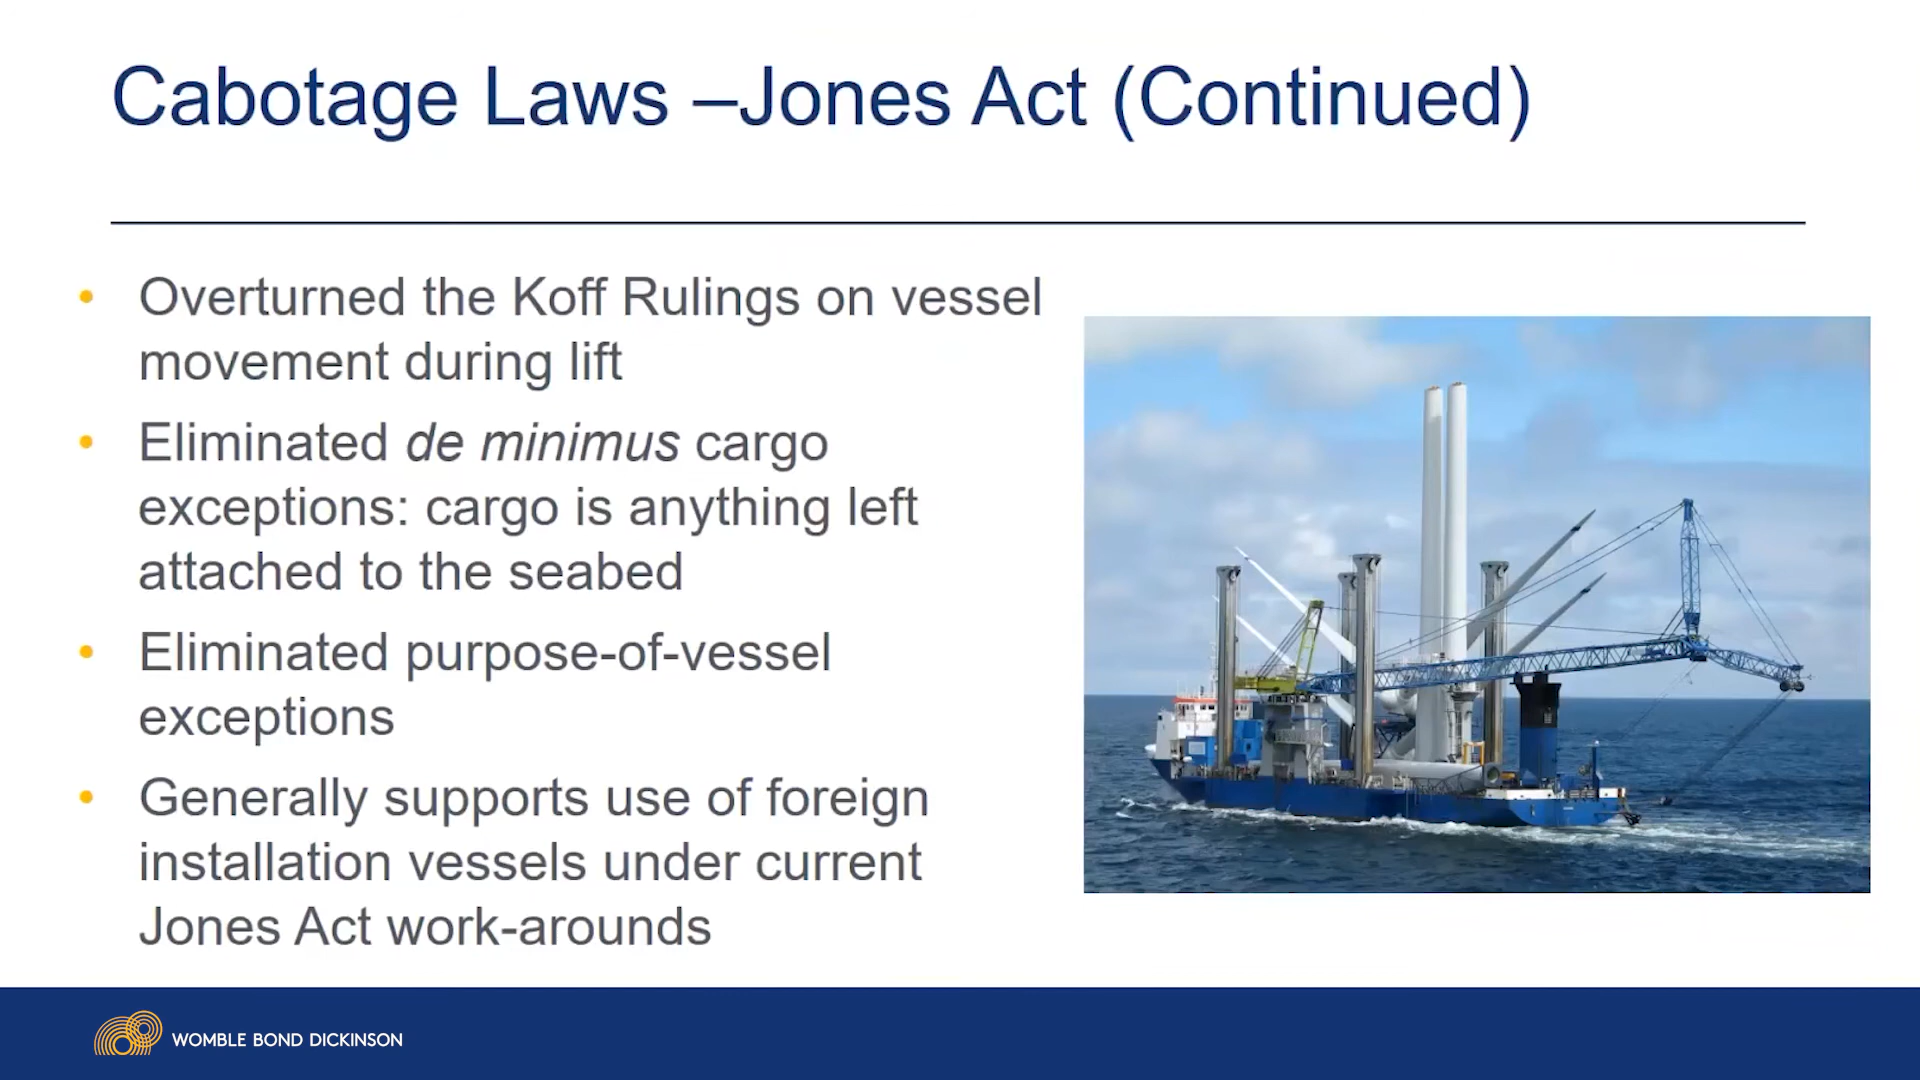 Cabotage Laws –Jones Act (Continued)
• Overturned the Koff Rulings on vessel
movement during lift
• Eliminated de minimus cargo
exceptions: cargo is anything left
attached to the seabed
• Eliminated purpose-of-vessel
exceptions
• Generally supports use of foreign
installation vessels under current
Jones Act work-arounds
WOMBLE BOND DICKINSON